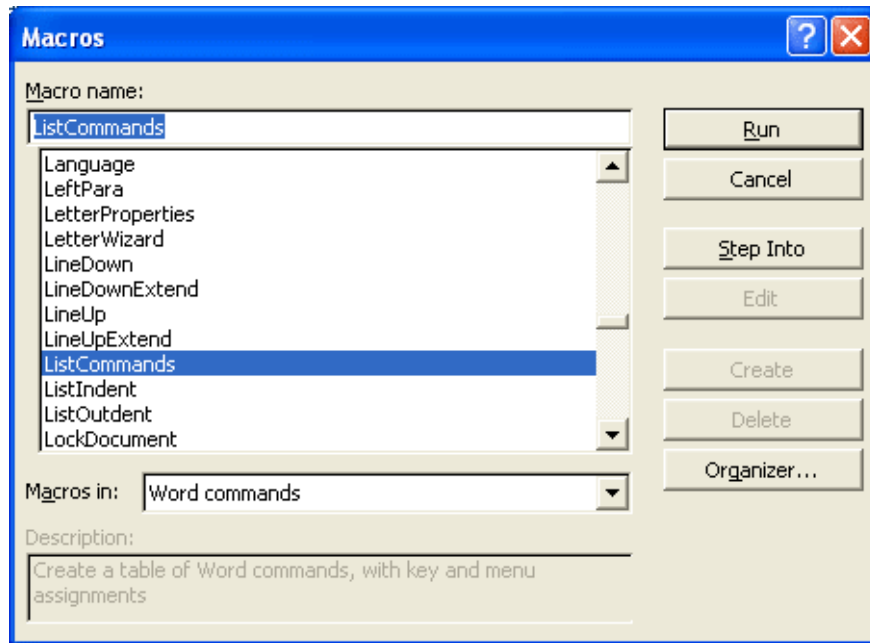 Macros
Macro name:
ListCommands
Run
Language
LeftPara
Cancel
LetterProperties
LetterWizard
Step Into
LineDown
LineDownExtend
Edit
LineUp
LineUpExtend
ListCommands
Create
ListIndent
ListOutdent
Delete
LockDocument
Organizer...
Macros in:
Word commands
Description:
Create a table of Word commands, with key and menu
assignments